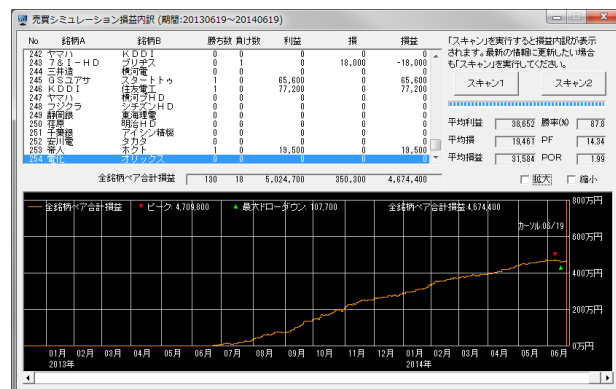 売買シミュレーション損益内訳 (期間:20130619～20140619)
No 銘柄A 銘柄B 勝ち数 負け数 利益 損 損益
242 ヤマハ KDDI 0 0 0 0 0
243 7&I-HD ブリヂス 0 1 0 18,000 -18,000
244 三井造 横河電 0 0 0 0 0
245 GSユアサ スタートトゥ 1 0 65,600 0 65,600
246 KDDI 住友電工 1 0 77,200 0 77,200
247 ヤマハ 横河ブHD 0 0 0 0 0
248 フジクラ シチズンHD 0 0 0 0 0
249 静岡銀 東海理電 0 0 0 0 0
250 荏原 明治HD 0 0 0 0 0
251 千葉銀 アイシン精機 0 0 0 0 0
252 安川電 タカタ 0 0 0 0 0
253 帝人 ホクト 1 0 19,500 0 19,500
254 電化 オリックス 0 0 0 0 0
全銘柄ペア合計損益 130 18 5,024,700 350,300 4,674,400
「スキャン」を実行すると損益内訳が表示
されます。最新の情報に更新したい場合
も「スキャン」を実行してください。
スキャン1 スキャン2
平均利益 38,652 勝率(%) 87.8
平均損 19,461 PF 14.34
平均損益 31,584 POR 1.99
拡大 縮小
全銘柄ペア合計損益 ▼ ピーク:4,709,800 ▲ 最大ドローダウン:107,700 全銘柄ペア合計損益:4,674,400
カーソル:06/19
800万円
600万円
400万円
200万円
0万円
01月 02月 03月 04月 05月 06月 07月 08月 09月 10月 11月 12月 01月 02月 03月 04月 05月 06月
2013年 2014年